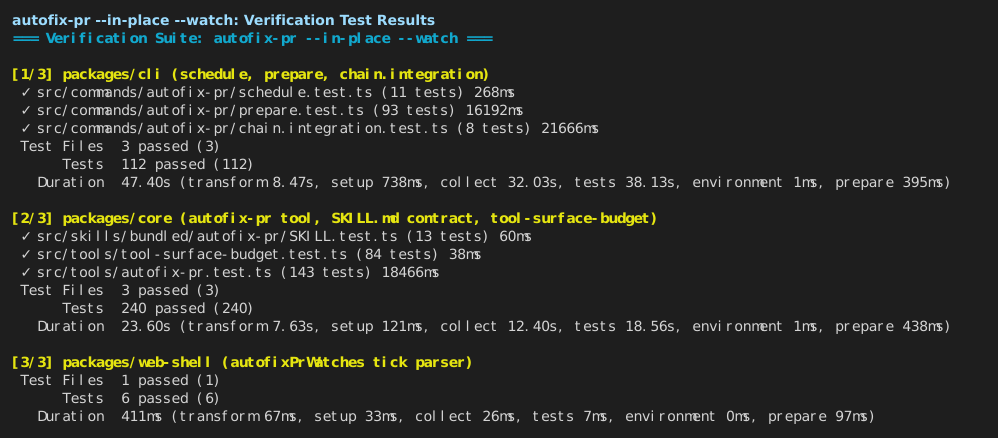 autofix-pr --in-place --watch: Verification Test Results
═══ Verification Suite: autofix-pr --in-place --watch ═══
[1/3] packages/cli (schedule, prepare, chain.integration)
✓ src/commands/autofix-pr/schedule.test.ts (11 tests) 268ms
✓ src/commands/autofix-pr/prepare.test.ts (93 tests) 16192ms
✓ src/commands/autofix-pr/chain.integration.test.ts (8 tests) 21666ms
Test Files 3 passed (3)
Tests 112 passed (112)
Duration 47.40s (transform 8.47s, setup 738ms, collect 32.03s, tests 38.13s, environment 1ms, prepare 395ms)
[2/3] packages/core (autofix-pr tool, SKILL.md contract, tool-surface-budget)
✓ src/skills/bundled/autofix-pr/SKILL.test.ts (13 tests) 60ms
✓ src/tools/tool-surface-budget.test.ts (84 tests) 38ms
✓ src/tools/autofix-pr.test.ts (143 tests) 18466ms
Test Files 3 passed (3)
Tests 240 passed (240)
Duration 23.60s (transform 7.63s, setup 121ms, collect 12.40s, tests 18.56s, environment 1ms, prepare 438ms)
[3/3] packages/web-shell (autofixPrWatches tick parser)
Test Files 1 passed (1)
Tests 6 passed (6)
Duration 411ms (transform 67ms, setup 33ms, collect 26ms, tests 7ms, environment 0ms, prepare 97ms)